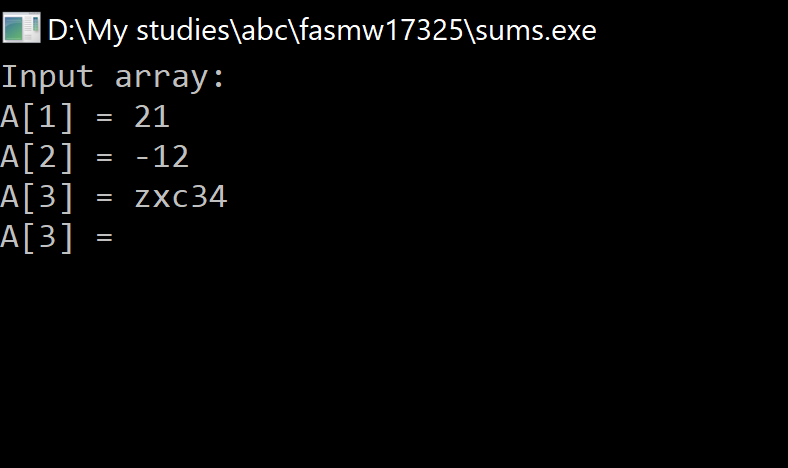 D:\My studies\abc\fasmw17325\sums.exe
Input array:
A[1] = 21
A[2] = -12
A[3] = zxc34
A[3] =